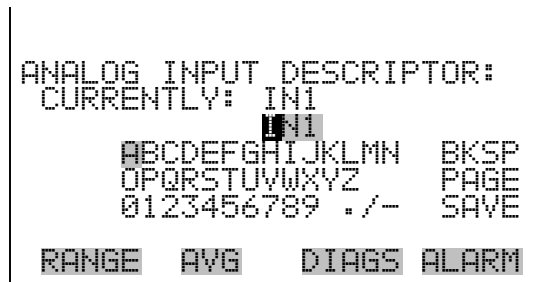 ANALOG INPUT DESCRIPTOR:
CURRENTLY: IN1
IN1
ABCDEFGHIJKLMN BKSP
OPQRSTUVWXYZ PAGE
0123456789 ./- SAVE
RANGE AVG DIAGS ALARM